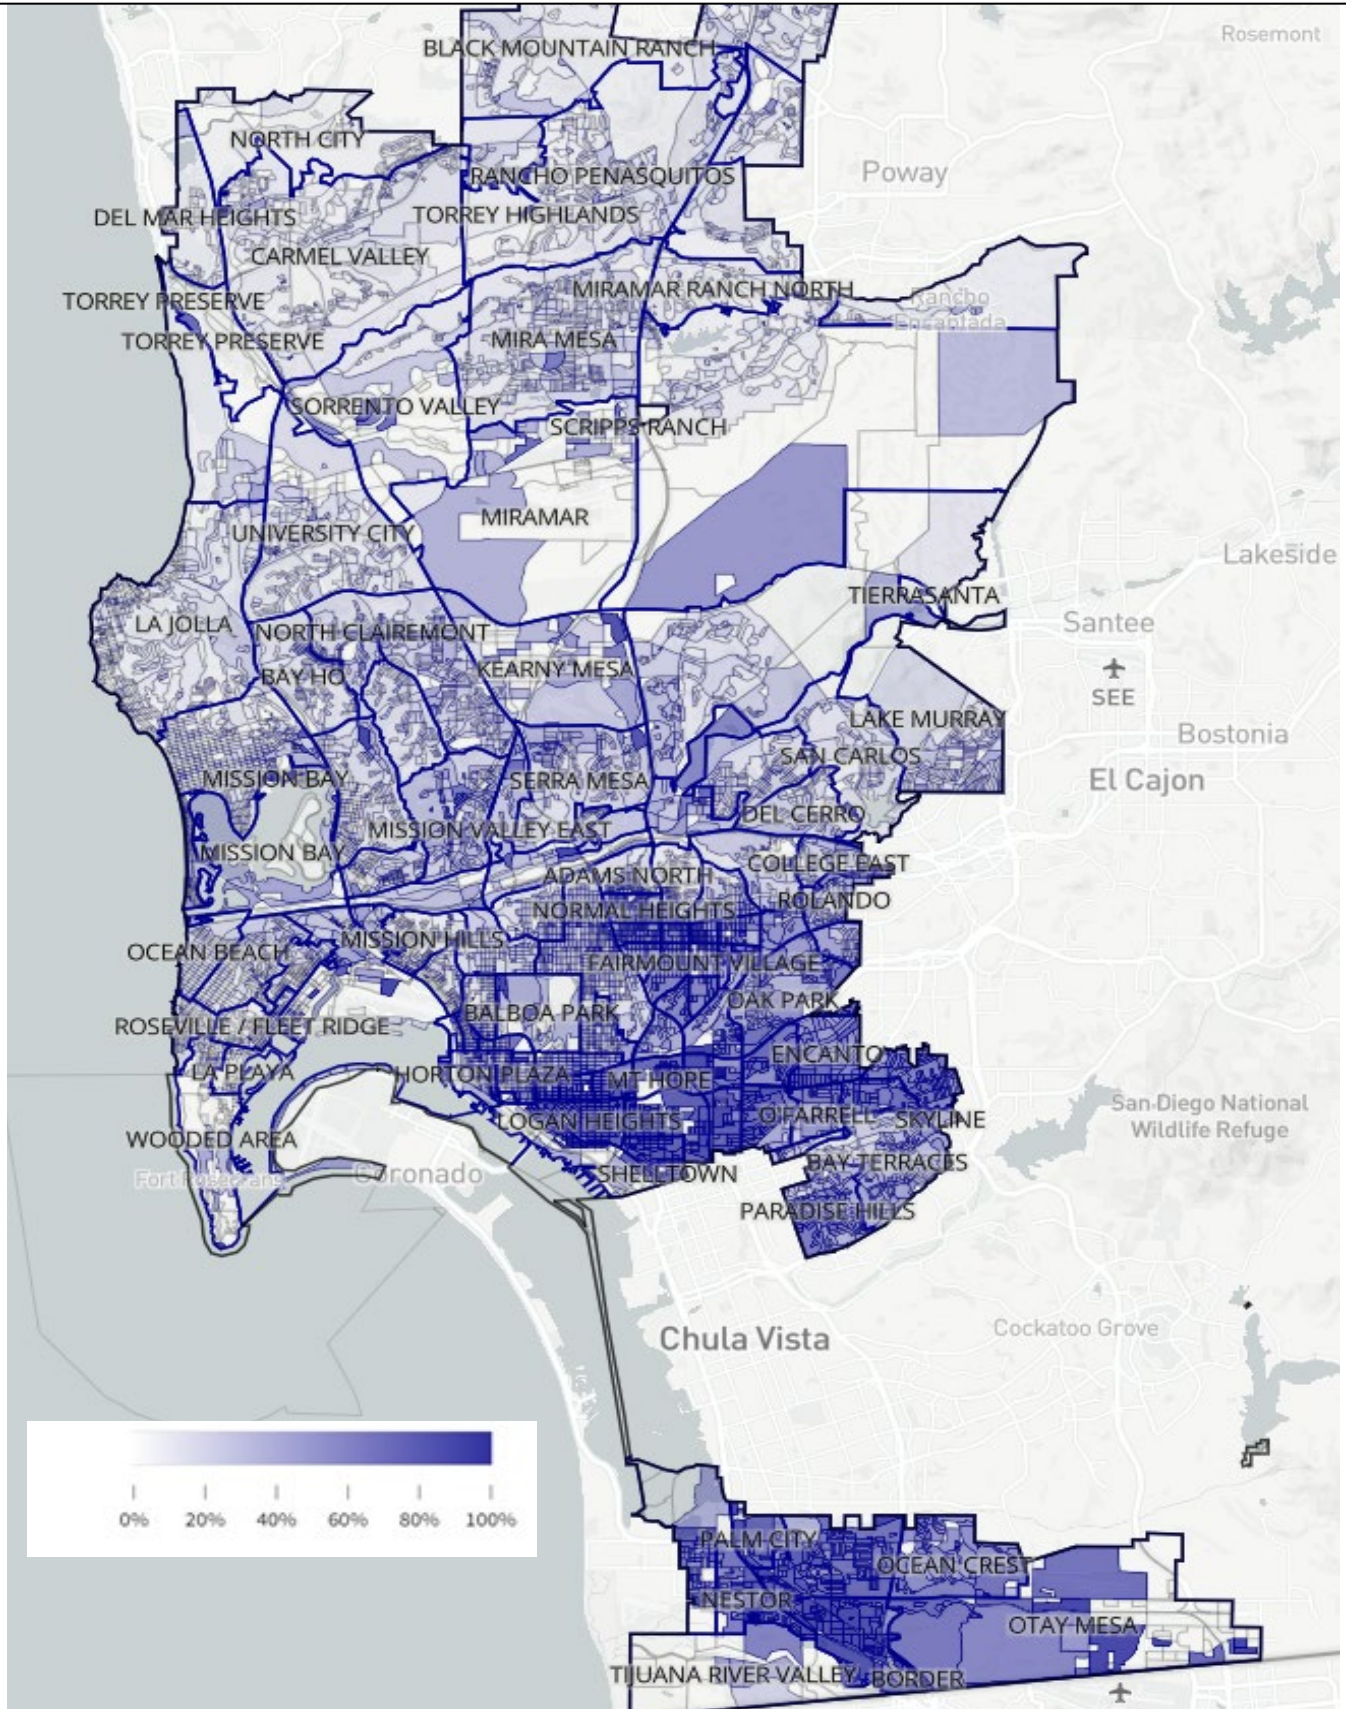 Rosemont
BLACK MOUNTAIN RANCH
NORTH CITY
Poway
RANCHO PENASQUITOS
DEL MAR HEIGHTS
TORREY HIGHLANDS
CARMEL VALLEY
MIRAMAR RANCH NORTH
TORREY PRESERVE
Rancho
Encantada
TORREY PRESERVE
MIRA MESA
SORRENTO VALLEY
SCRIPPS RANCH
MIRAMAR
UNIVERSITY CITY
Lakeside
TIERRASANTA
LA JOLLA
NORTH CLAIREMONT
Santee
KEARNY MESA
BAY HO
SEE
LAKE MURRAY
Bostonia
SAN CARLOS
MISSION BAY
SERRA MESA
El Cajon
DEL CERRO
MISSION VALLEY EAST
MISSION BAY
COLLEGE EAST
ADAMS NORTH
ROLANDO
NORMAL HEIGHTS
MISSION HILLS
OCEAN BEACH
FAIRMOUNT VILLAGE
OAK PARK
BALBOA PARK
ROSEVILLE / FLEET RIDGE
ENCANTO
LA PLAYA
HORTON PLAZA
MT HOPE
San Diego National
Wildlife Refuge
LOGAN HEIGHTS
O'FARRELL
SKYLINE
WOODED AREA
BAY TERRACES
Fort Rosecrans
Coronado
SHELLTOWN
PARADISE HILLS
Chula Vista
Cockatoo Grove
0% 20% 40% 60% 80% 100%
PALM CITY
OCEAN CREST
NESTOR
OTAY MESA
TIJUANA RIVER VALLEY
BORDER